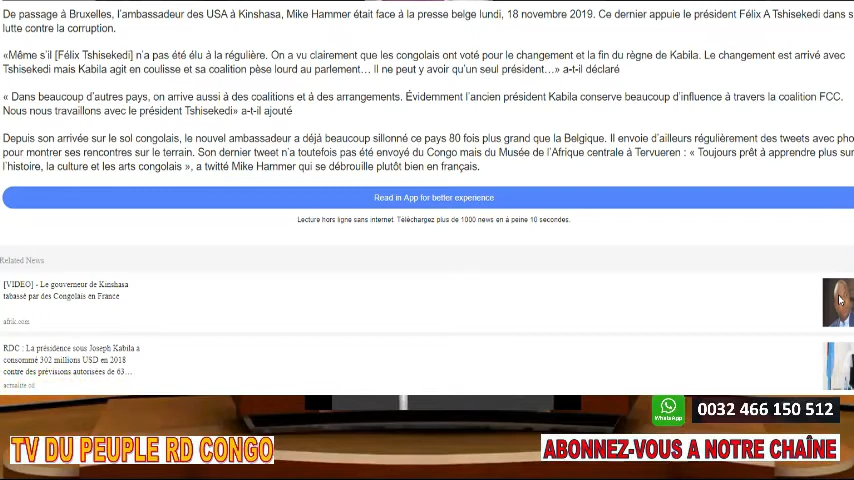 De passage à Bruxelles, l'ambassadeur des USA à Kinshasa, Mike Hammer était face à la presse belge lundi, 18 novembre 2019. Ce dernier appuie le président Félix A Tshisekedi dans s
lutte contre la corruption.
«Même s'il [Félix Tshisekedi] n'a pas été élu à la régulière. On a vu clairement que les congolais ont voté pour le changement et la fin du règne de Kabila. Le changement est arrivé avec
Tshisekedi mais Kabila agit en coulisse et sa coalition pèse lourd au parlement… Il ne peut y avoir qu'un seul président…» a-t-il déclaré
« Dans beaucoup d'autres pays, on arrive aussi à des coalitions et à des arrangements. Évidemment l'ancien président Kabila conserve beaucoup d'influence à travers la coalition FCC.
Nous nous travaillons avec le président Tshisekedi» a-t-il ajouté
Depuis son arrivée sur le sol congolais, le nouvel ambassadeur a déjà beaucoup sillonné ce pays 80 fois plus grand que la Belgique. Il envoie d'ailleurs régulièrement des tweets avec pho
pour montrer ses rencontres sur le terrain. Son dernier tweet n'a toutefois pas été envoyé du Congo mais du Musée de l'Afrique centrale à Tervueren : « Toujours prêt à apprendre plus sur
l'histoire, la culture et les arts congolais », a twitté Mike Hammer qui se débrouille plutôt bien en français.
Read in App for better experience
Lecture hors ligne sans internet. Téléchargez plus de 1000 news en à peine 10 secondes.
Related News
[VIDEO] - Le gouverneur de Kinshasa
tabassé par des Congolais en France
afrik.com
RDC : La présidence sous Joseph Kabila a
consommé 302 millions USD en 2018
contre des prévisions autorisées de 63…
actualite.cd
WhatsApp
0032 466 150 512
TV DU PEUPLE RD CONGO
ABONNEZ-VOUS A NOTRE CHAÎNE